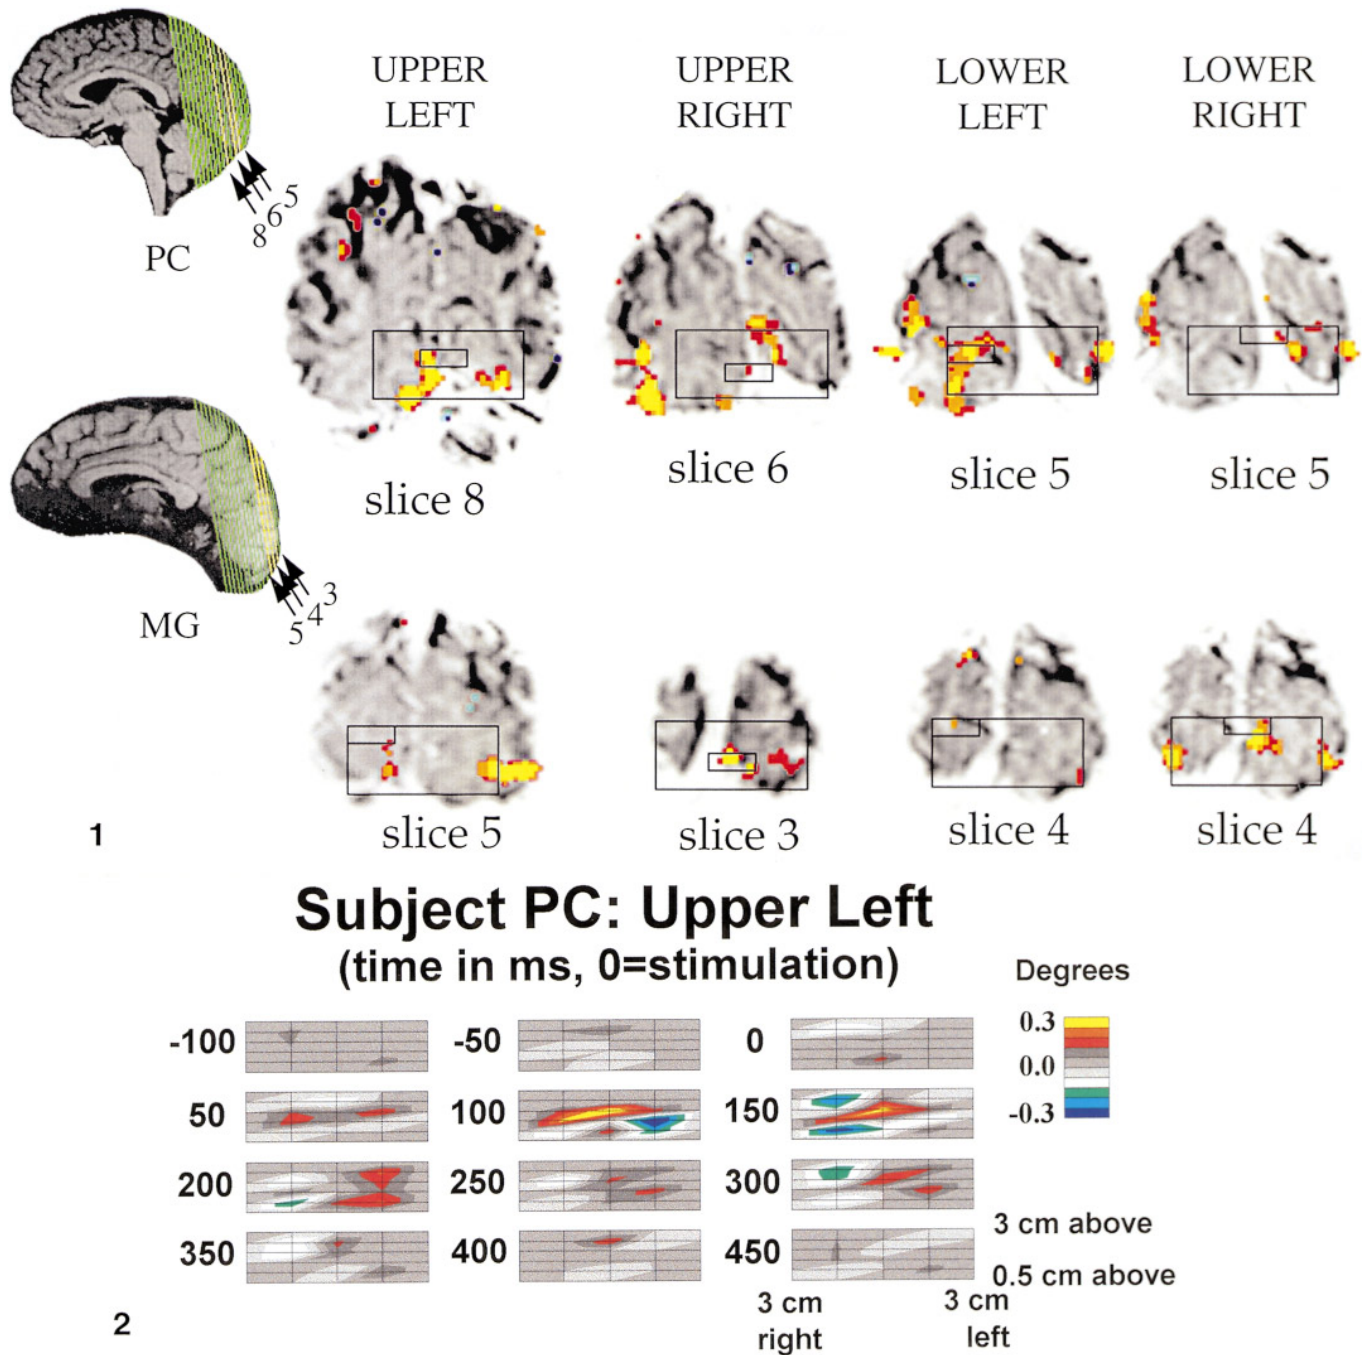 UPPER LEFT
UPPER RIGHT
LOWER LEFT
LOWER RIGHT
8 6 5
PC
slice 8
slice 6
slice 5
slice 5
5 4 3
MG
slice 5
slice 3
slice 4
slice 4
1
Subject PC: Upper Left
(time in ms, 0=stimulation)
Degrees
0.3
0.0
-0.3
-100
-50
0
50
100
150
200
250
300
350
400
450
3 cm above
0.5 cm above
3 cm right
3 cm left
2